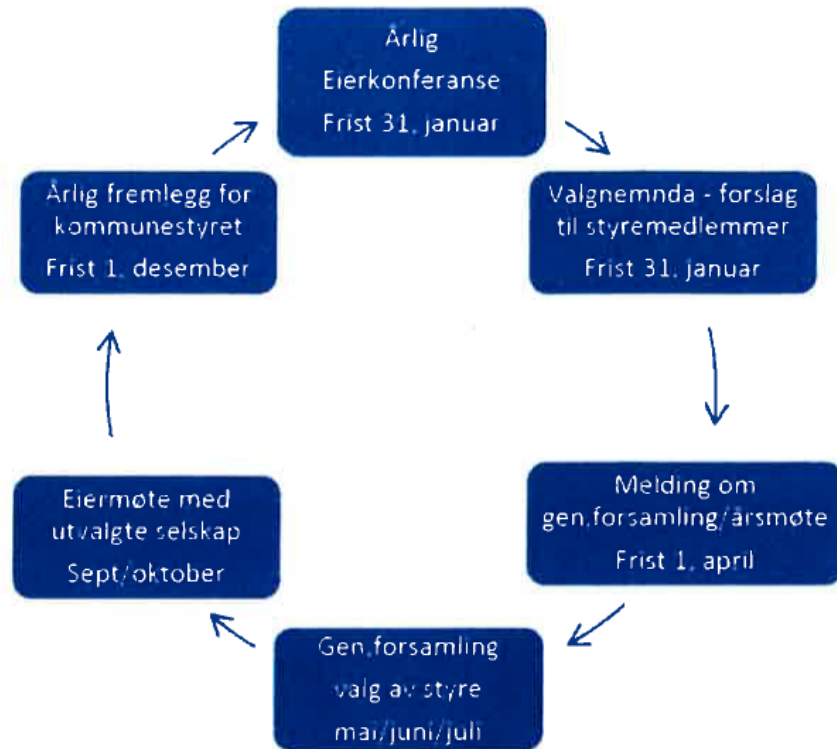 Årlig
Eierkonferanse
Frist 31. januar
Valgnemnda - forslag
til styremedlemmer
Frist 31. januar
Melding om
gen.forsamling/årsmøte
Frist 1. april
Gen.forsamling
valg av styre
mai/juni/juli
Eiermøte med
utvalgte selskap
Sept/oktober
Årlig fremlegg for
kommunestyret
Frist 1. desember